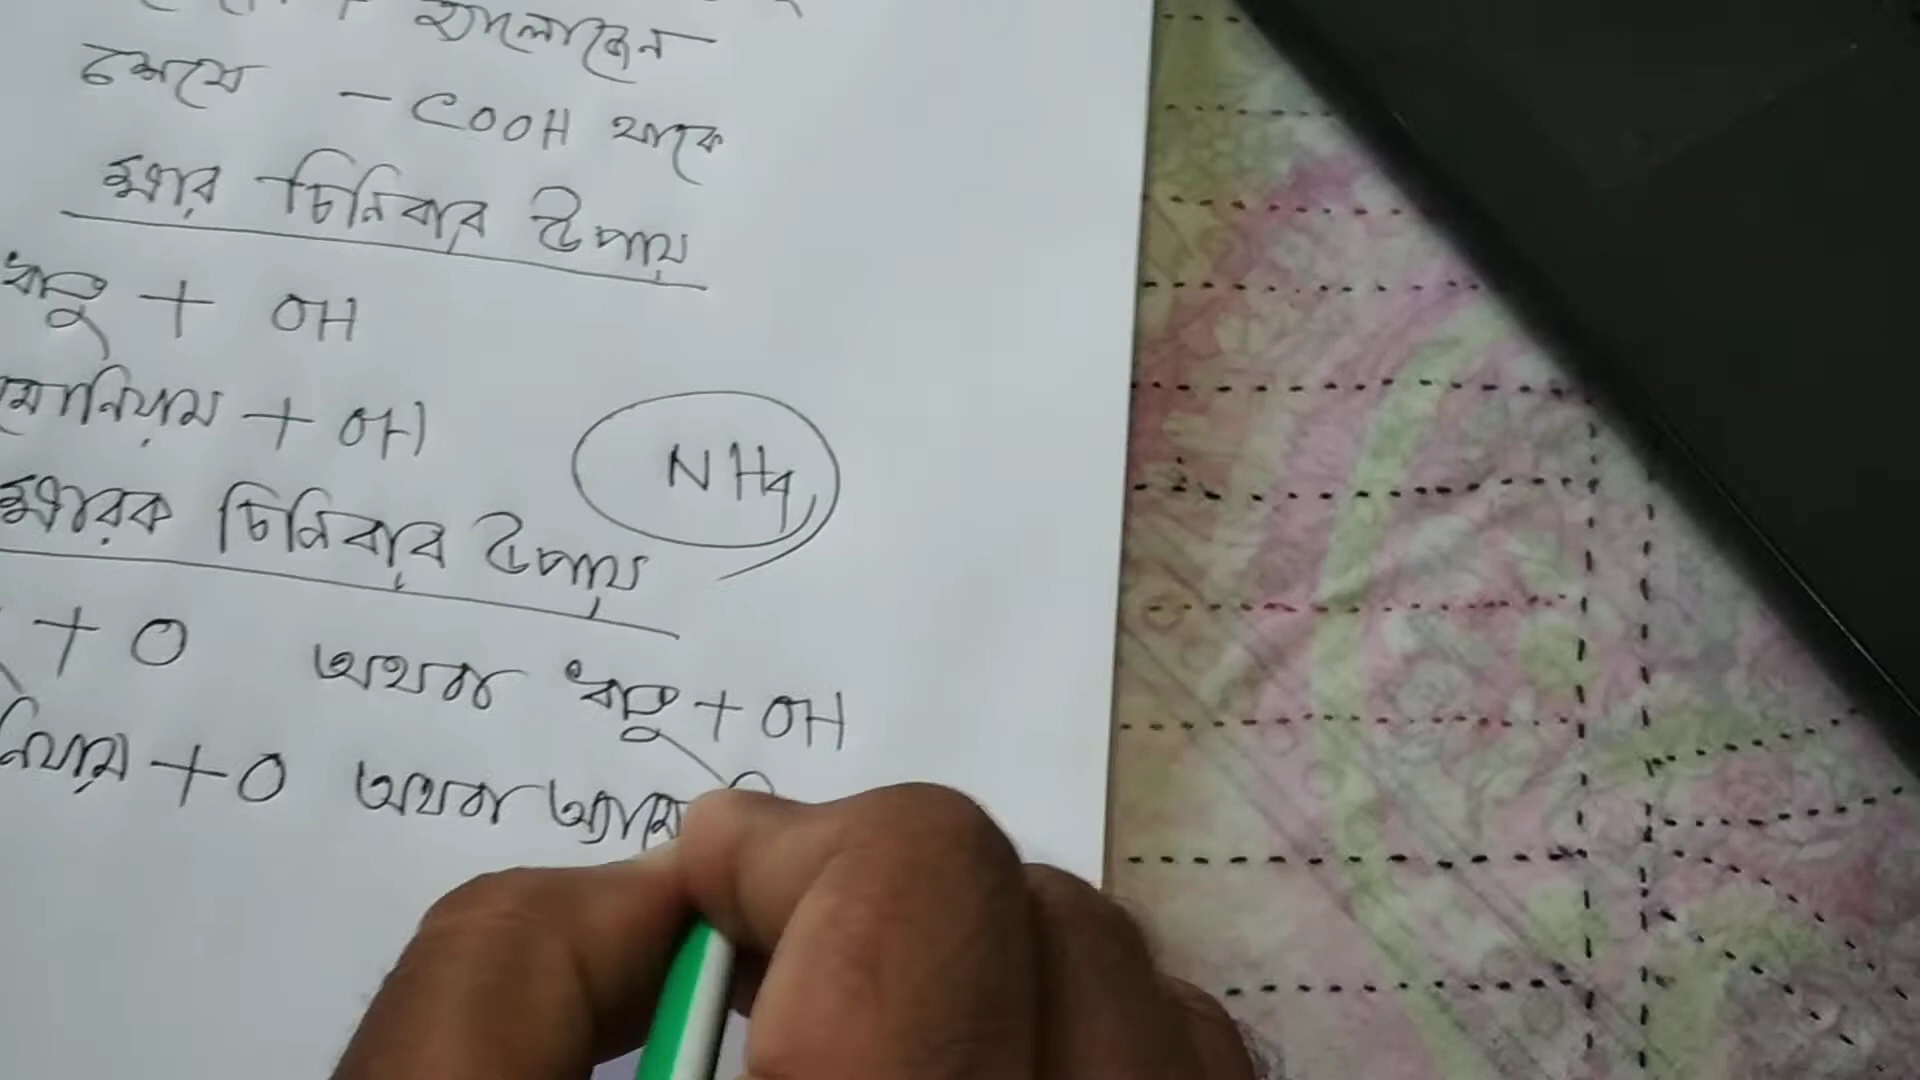 হ্যালোজেন
শেষে - COOH থাকে
ক্ষার চিনিবার উপায়
ধাতু + OH
মোনিয়াম + OH
NH4
ক্ষারক চিনিবার উপায়
+ O অথবা ধাতু + OH
নিয়াম + O অথবা অ্যামো